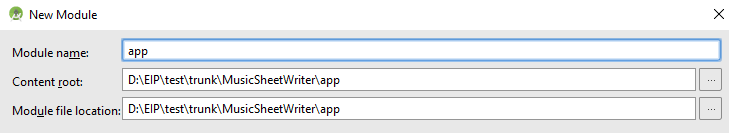 New Module
Module name: app
Content root: D:\EIP\test\trunk\MusicSheetWriter\app ...
Module file location: D:\EIP\test\trunk\MusicSheetWriter\app ...